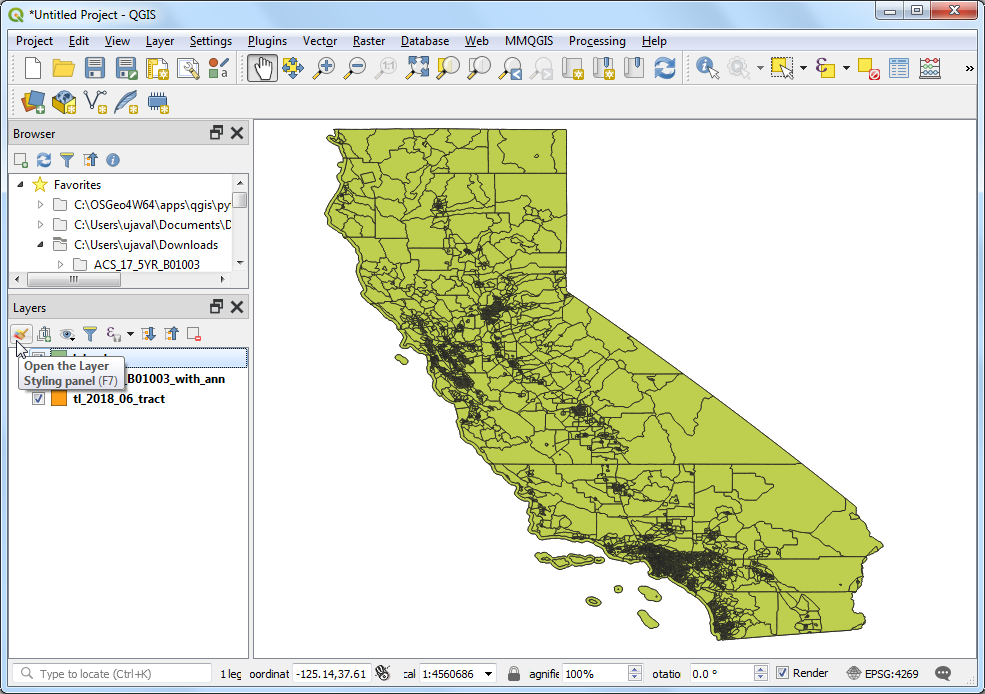 *Untitled Project - QGIS
Project Edit View Layer Settings Plugins Vector Raster Database Web MMQGIS Processing Help
Browser
Favorites
C:\OSGeo4W64\apps\qgis\py
C:\Users\ujaval\Documents\D
C:\Users\ujaval\Downloads
ACS_17_5YR_B01003
Layers
Open the Layer
Styling panel (F7)
B01003_with_ann
tl_2018_06_tract
Type to locate (Ctrl+K) 1 leg oordinat -125.14,37.61 cal 1:4560686 agnifie 100% otatio 0.0 ° Render EPSG:4269